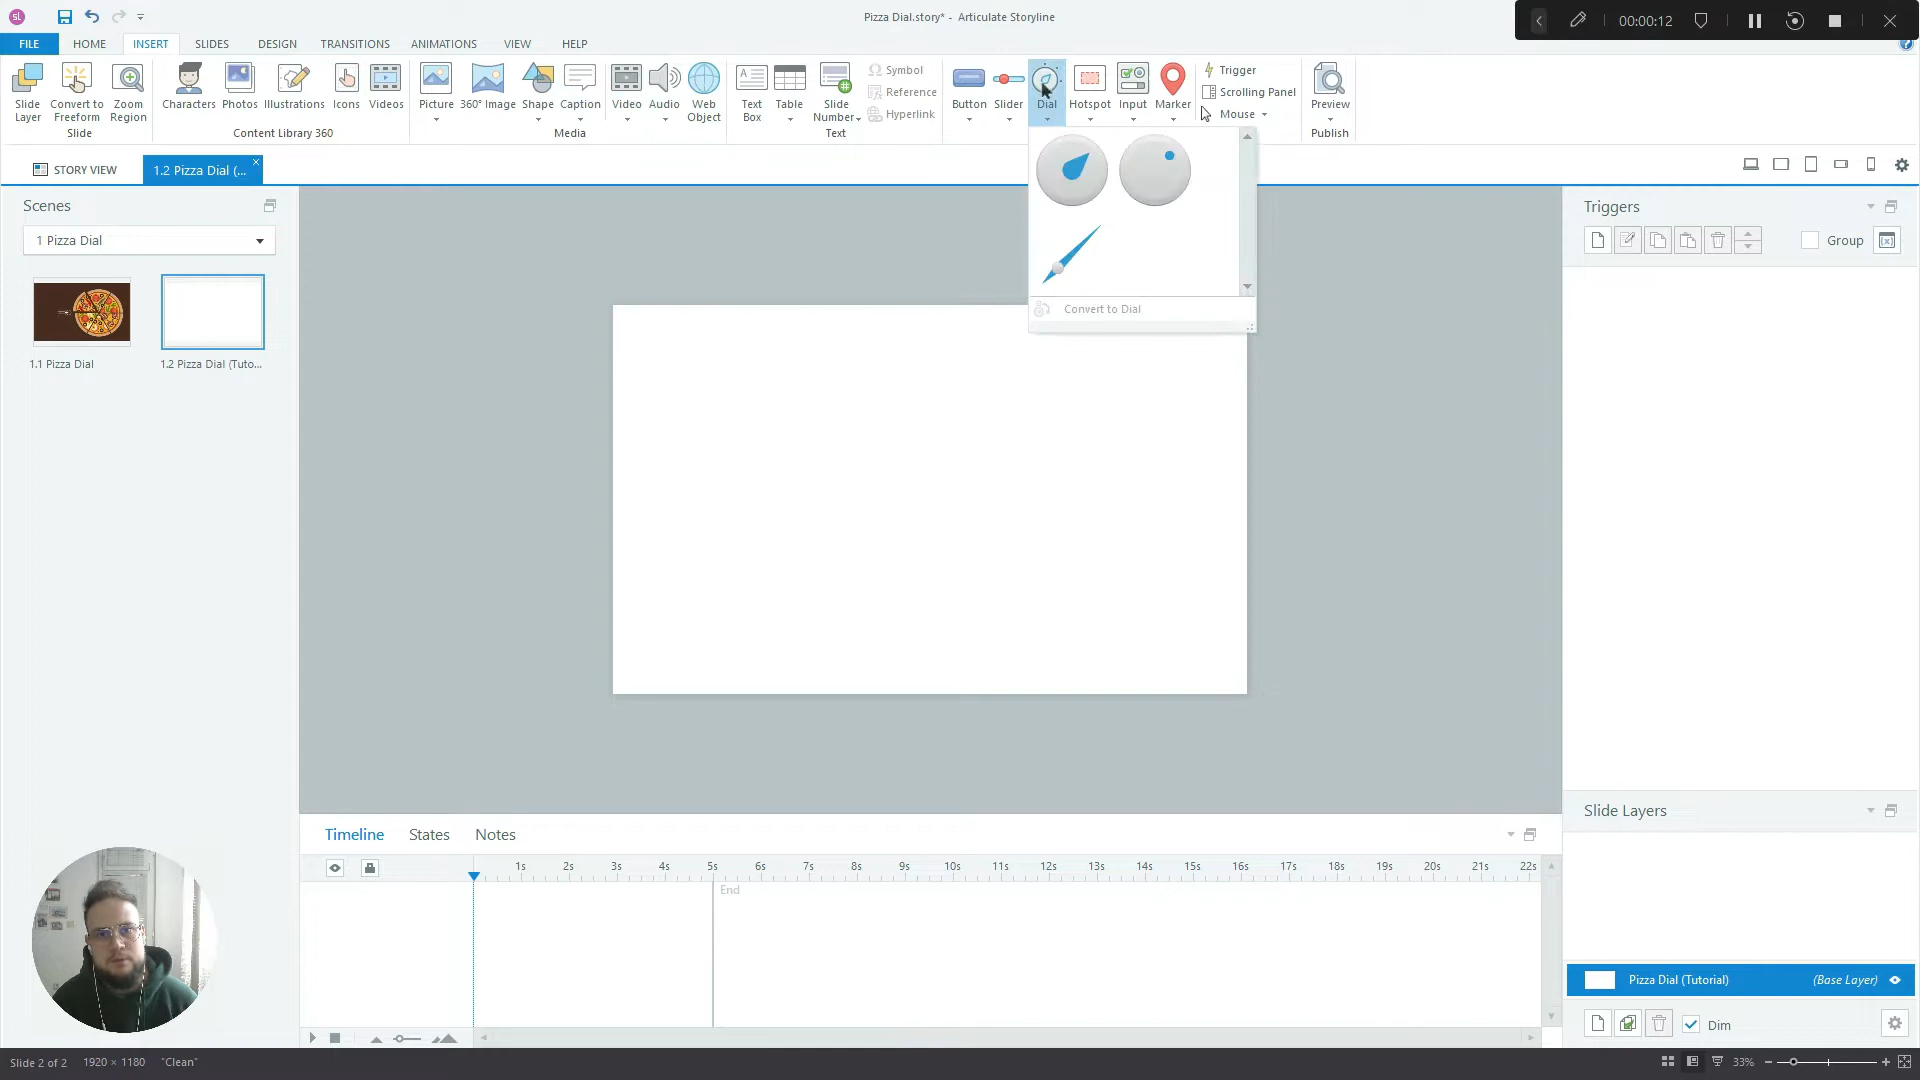 sl
Pizza Dial.story* - Articulate Storyline
00:00:12
FILE HOME INSERT SLIDES DESIGN TRANSITIONS ANIMATIONS VIEW HELP
Slide Layer
Convert to Freeform
Zoom Region
Slide
Characters
Photos
Illustrations
Icons
Videos
Content Library 360
Picture
360° Image
Shape
Caption
Video
Audio
Web Object
Media
Text Box
Table
Slide Number
Symbol
Reference
Hyperlink
Text
Button
Slider
Dial
Hotspot
Input
Marker
Trigger
Scrolling Panel
Mouse
Preview
Publish
Convert to Dial
STORY VIEW
1.2 Pizza Dial (...
Scenes
1 Pizza Dial
1.1 Pizza Dial
1.2 Pizza Dial (Tuto...
Triggers
Group
(x)
Timeline States Notes
1s 2s 3s 4s 5s 6s 7s 8s 9s 10s 11s 12s 13s 14s 15s 16s 17s 18s 19s 20s 21s 22s
End
Slide Layers
Pizza Dial (Tutorial) (Base Layer)
Dim
Slide 2 of 2 1920 × 1180 "Clean"
33%